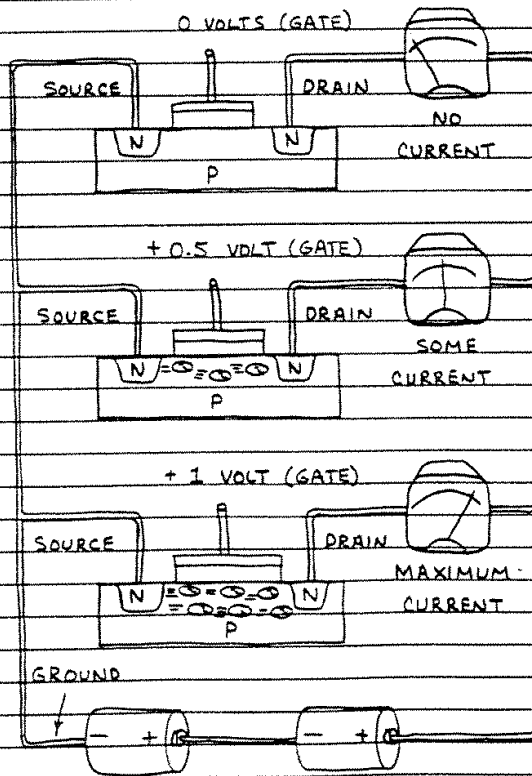 0 VOLTS (GATE)
SOURCE
DRAIN
N
N
P
NO
CURRENT
+ 0.5 VOLT (GATE)
SOURCE
DRAIN
N
N
P
SOME
CURRENT
+ 1 VOLT (GATE)
SOURCE
DRAIN
N
N
P
MAXIMUM
CURRENT
GROUND
- + - +